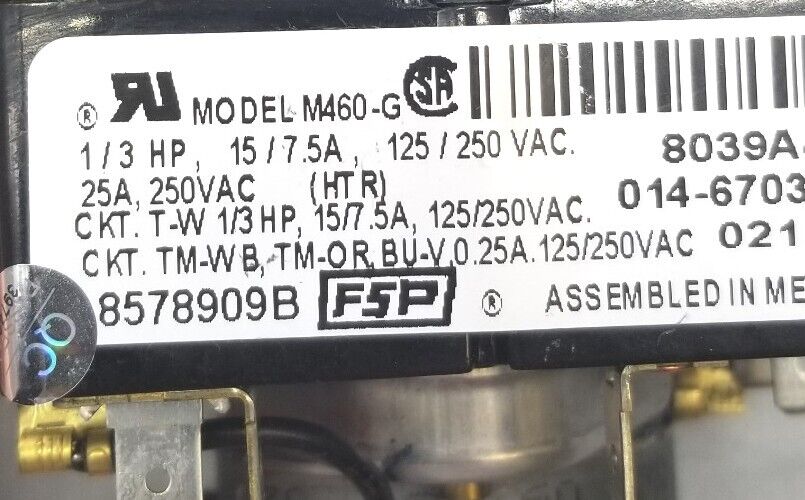 ® MODEL M460-G
1/3 HP, 15/7.5A, 125/250 VAC. 8039A
25A, 250VAC (HTR) 014-6703
CKT. T-W 1/3HP, 15/7.5A, 125/250VAC. 021
CKT. TM-WB, TM-OR, BU-V, 0.25A.125/250VAC
8578909B FSP ® ASSEMBLED IN ME
QC